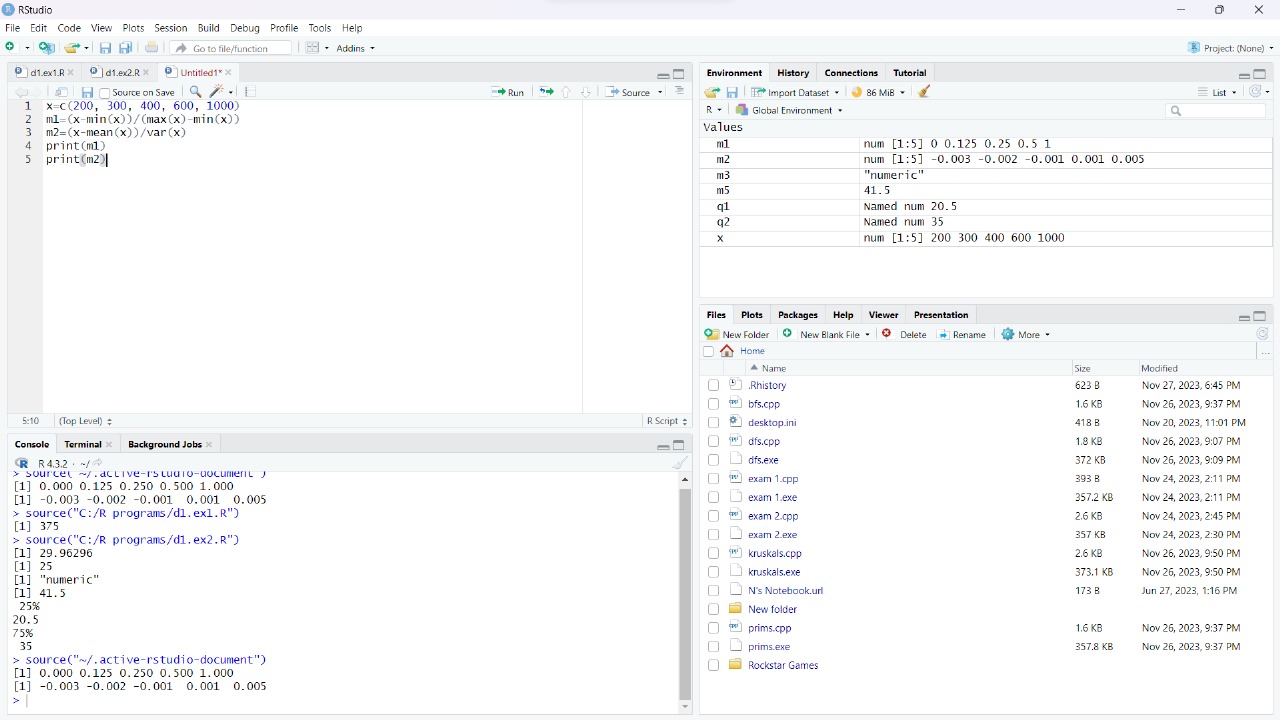 RStudio
File Edit Code View Plots Session Build Debug Profile Tools Help
Go to file/function Addins Project: (None)
d1.ex1.R d1.ex2.R Untitled1*
Source on Save Run Source
1 x=c(200, 300, 400, 600, 1000)
2 m1=(x-min(x))/(max(x)-min(x))
3 m2=(x-mean(x))/var(x)
4 print(m1)
5 print(m2)
5:10 (Top Level) R Script
Console Terminal Background Jobs
R 4.3.2 · ~/
> source("~/.active-rstudio-document")
[1] 0.000 0.125 0.250 0.500 1.000
[1] -0.003 -0.002 -0.001 0.001 0.005
> source("C:/R programs/d1.ex1.R")
[1] 375
> source("C:/R programs/d1.ex2.R")
[1] 29.96296
[1] 25
[1] "numeric"
[1] 41.5
25%
20.5
75%
35
> source("~/.active-rstudio-document")
[1] 0.000 0.125 0.250 0.500 1.000
[1] -0.003 -0.002 -0.001 0.001 0.005
>
Environment History Connections Tutorial
Import Dataset 86 MiB List
R Global Environment
Values
m1 num [1:5] 0 0.125 0.25 0.5 1
m2 num [1:5] -0.003 -0.002 -0.001 0.001 0.005
m3 "numeric"
m5 41.5
q1 Named num 20.5
q2 Named num 35
x num [1:5] 200 300 400 600 1000
Files Plots Packages Help Viewer Presentation
New Folder New Blank File Delete Rename More
Home ...
Name Size Modified
.Rhistory 623 B Nov 27, 2023, 6:45 PM
bfs.cpp 1.6 KB Nov 26, 2023, 9:37 PM
desktop.ini 418 B Nov 20, 2023, 11:01 PM
dfs.cpp 1.8 KB Nov 26, 2023, 9:07 PM
dfs.exe 372 KB Nov 26, 2023, 9:09 PM
exam 1.cpp 393 B Nov 24, 2023, 2:11 PM
exam 1.exe 357.2 KB Nov 24, 2023, 2:11 PM
exam 2.cpp 2.6 KB Nov 24, 2023, 2:45 PM
exam 2.exe 357 KB Nov 24, 2023, 2:30 PM
kruskals.cpp 2.6 KB Nov 26, 2023, 9:50 PM
kruskals.exe 373.1 KB Nov 26, 2023, 9:50 PM
N's Notebook.url 173 B Jun 27, 2023, 1:16 PM
New folder
prims.cpp 1.6 KB Nov 26, 2023, 9:37 PM
prims.exe 357.8 KB Nov 26, 2023, 9:37 PM
Rockstar Games